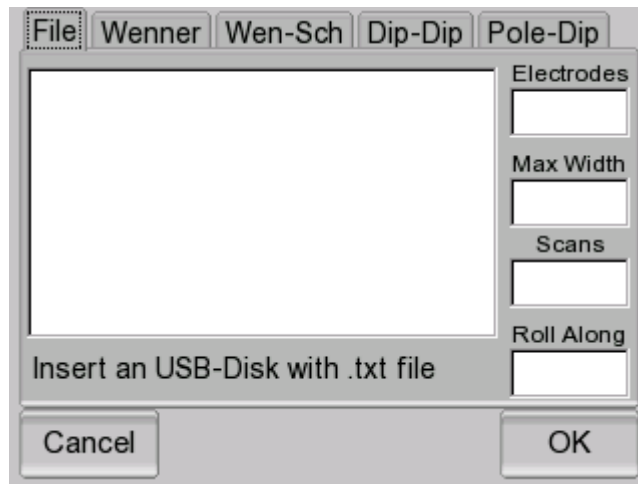 File Wenner Wen-Sch Dip-Dip Pole-Dip
Electrodes
Max Width
Scans
Roll Along
Insert an USB-Disk with .txt file
Cancel OK